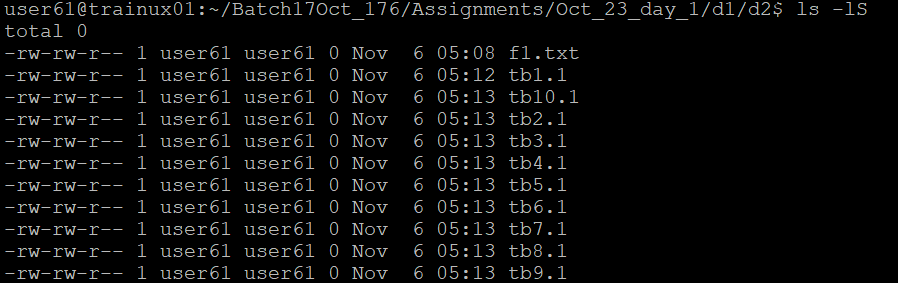 user61@trainux01:~/Batch17Oct_176/Assignments/Oct_23_day_1/d1/d2$ ls -lS
total 0
-rw-rw-r-- 1 user61 user61 0 Nov  6 05:08 f1.txt
-rw-rw-r-- 1 user61 user61 0 Nov  6 05:12 tb1.1
-rw-rw-r-- 1 user61 user61 0 Nov  6 05:13 tb10.1
-rw-rw-r-- 1 user61 user61 0 Nov  6 05:13 tb2.1
-rw-rw-r-- 1 user61 user61 0 Nov  6 05:13 tb3.1
-rw-rw-r-- 1 user61 user61 0 Nov  6 05:13 tb4.1
-rw-rw-r-- 1 user61 user61 0 Nov  6 05:13 tb5.1
-rw-rw-r-- 1 user61 user61 0 Nov  6 05:13 tb6.1
-rw-rw-r-- 1 user61 user61 0 Nov  6 05:13 tb7.1
-rw-rw-r-- 1 user61 user61 0 Nov  6 05:13 tb8.1
-rw-rw-r-- 1 user61 user61 0 Nov  6 05:13 tb9.1